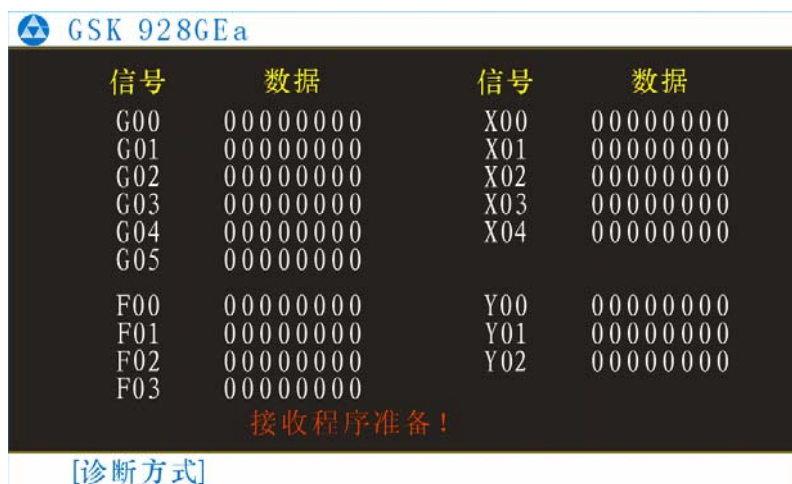 GSK 928GEa
信号 数据 信号 数据
G00 00000000 X00 00000000
G01 00000000 X01 00000000
G02 00000000 X02 00000000
G03 00000000 X03 00000000
G04 00000000 X04 00000000
G05 00000000
F00 00000000 Y00 00000000
F01 00000000 Y01 00000000
F02 00000000 Y02 00000000
F03 00000000
接收程序准备！
[诊断方式]